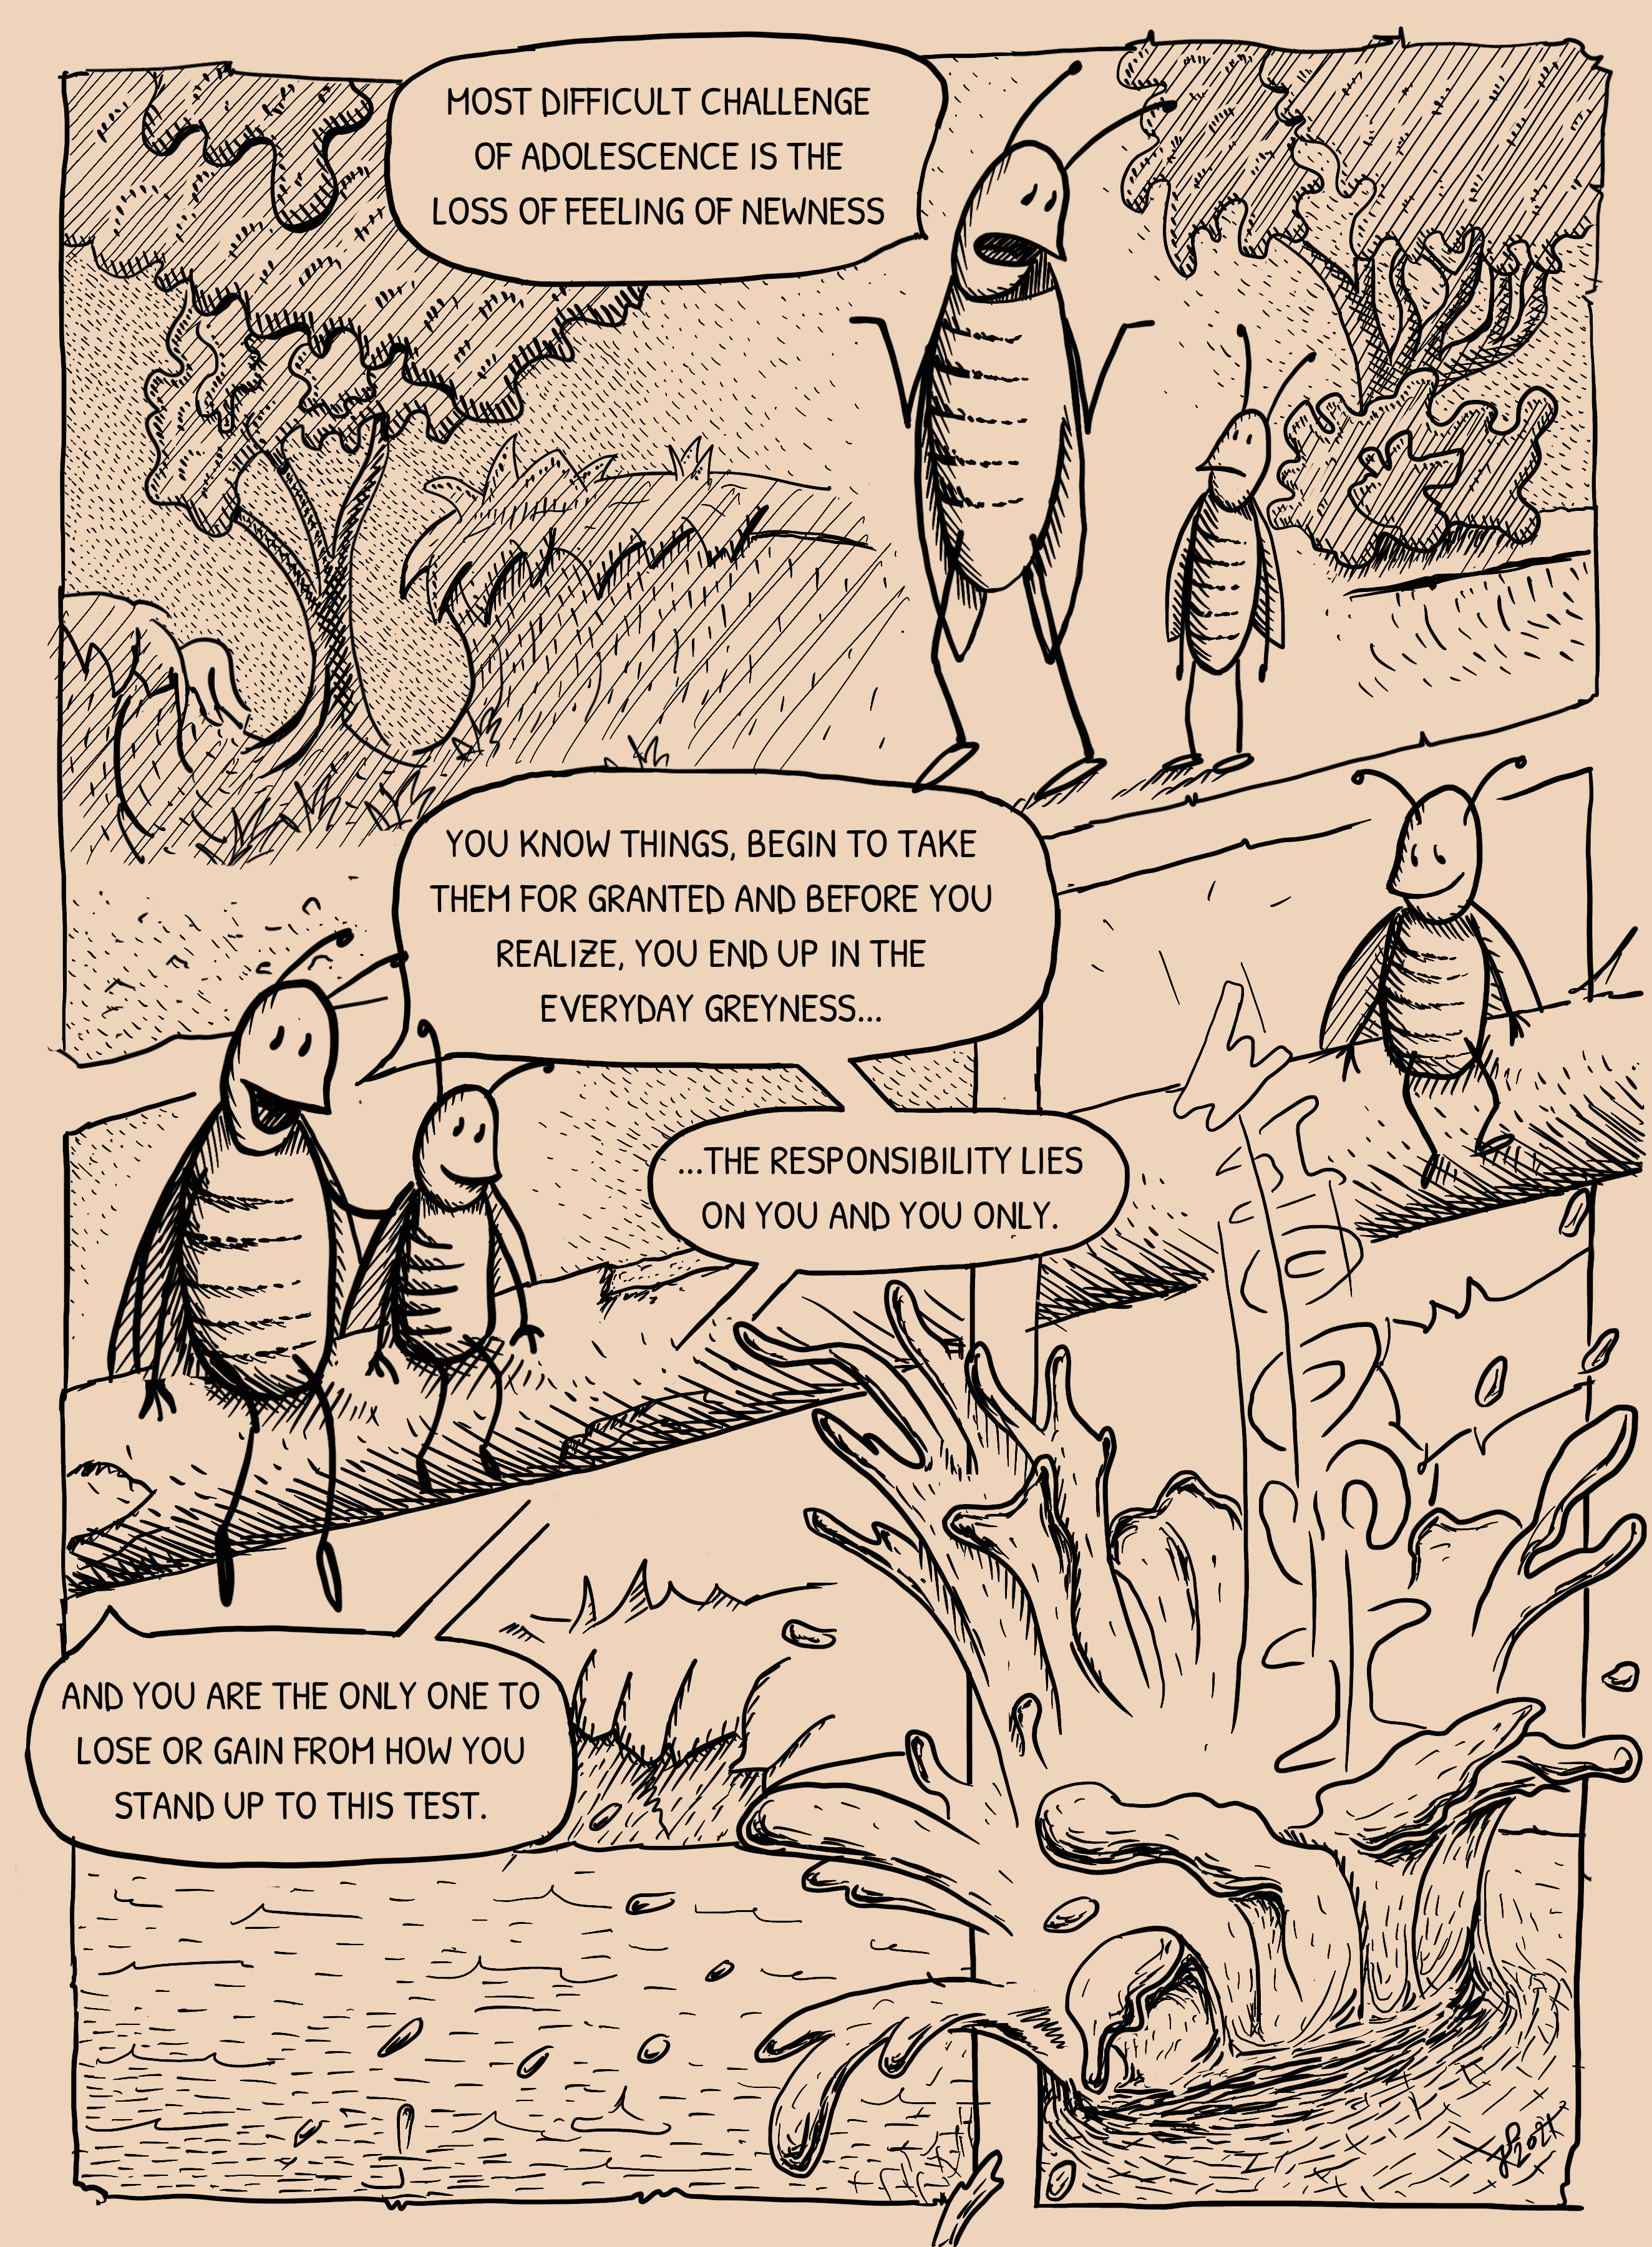 MOST DIFFICULT CHALLENGE
OF ADOLESCENCE IS THE
LOSS OF FEELING OF NEWNESS
YOU KNOW THINGS, BEGIN TO TAKE
THEM FOR GRANTED AND BEFORE YOU
REALIZE, YOU END UP IN THE
EVERYDAY GREYNESS...
...THE RESPONSIBILITY LIES
ON YOU AND YOU ONLY.
AND YOU ARE THE ONLY ONE TO
LOSE OR GAIN FROM HOW YOU
STAND UP TO THIS TEST.
2021